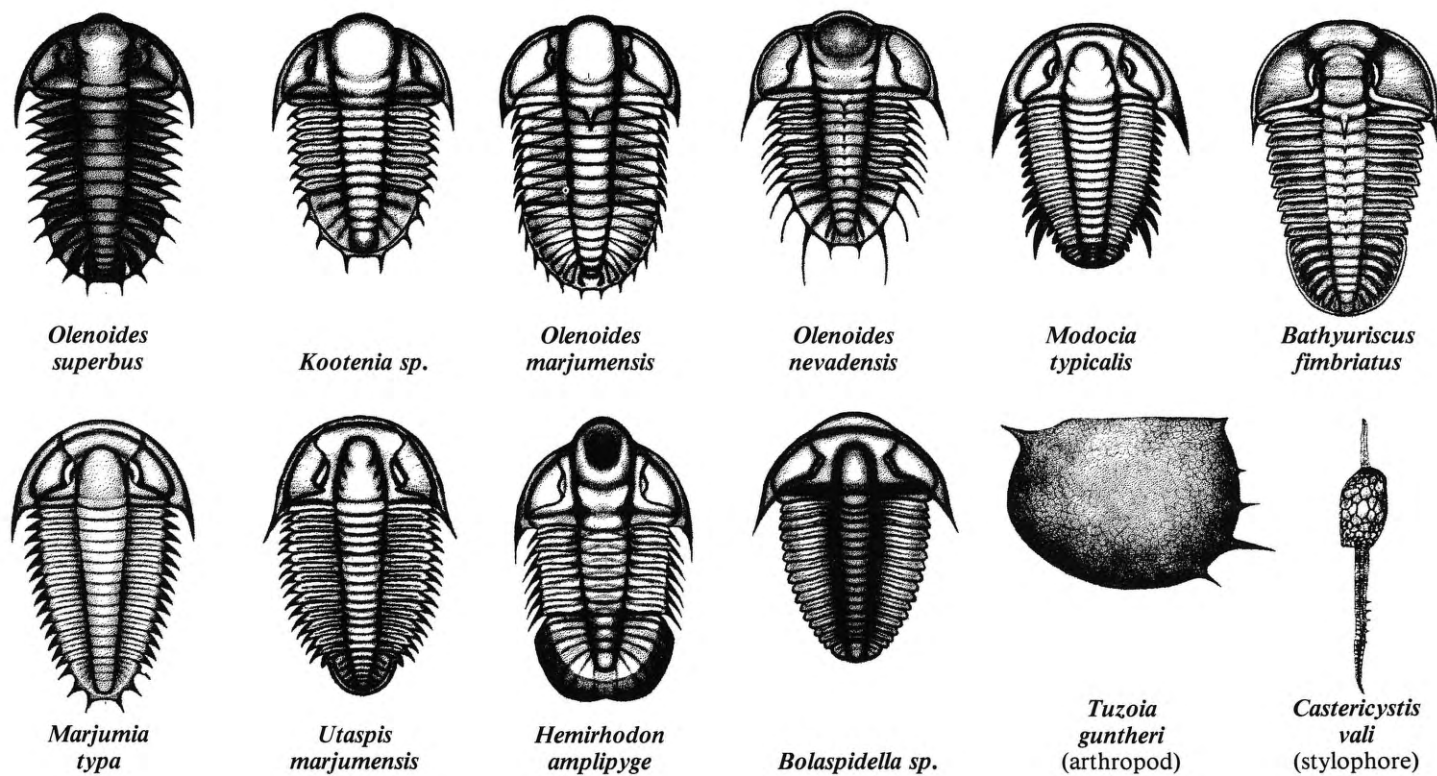 Olenoides
superbus
Kootenia sp.
Olenoides
marjumensis
Olenoides
nevadensis
Modocia
typicalis
Bathyuriscus
fimbriatus
Marjumia
typa
Utaspis
marjumensis
Hemirhodon
amplipyge
Bolaspidella sp.
Tuzoia
guntheri
(arthropod)
Castericystis
vali
(stylophore)